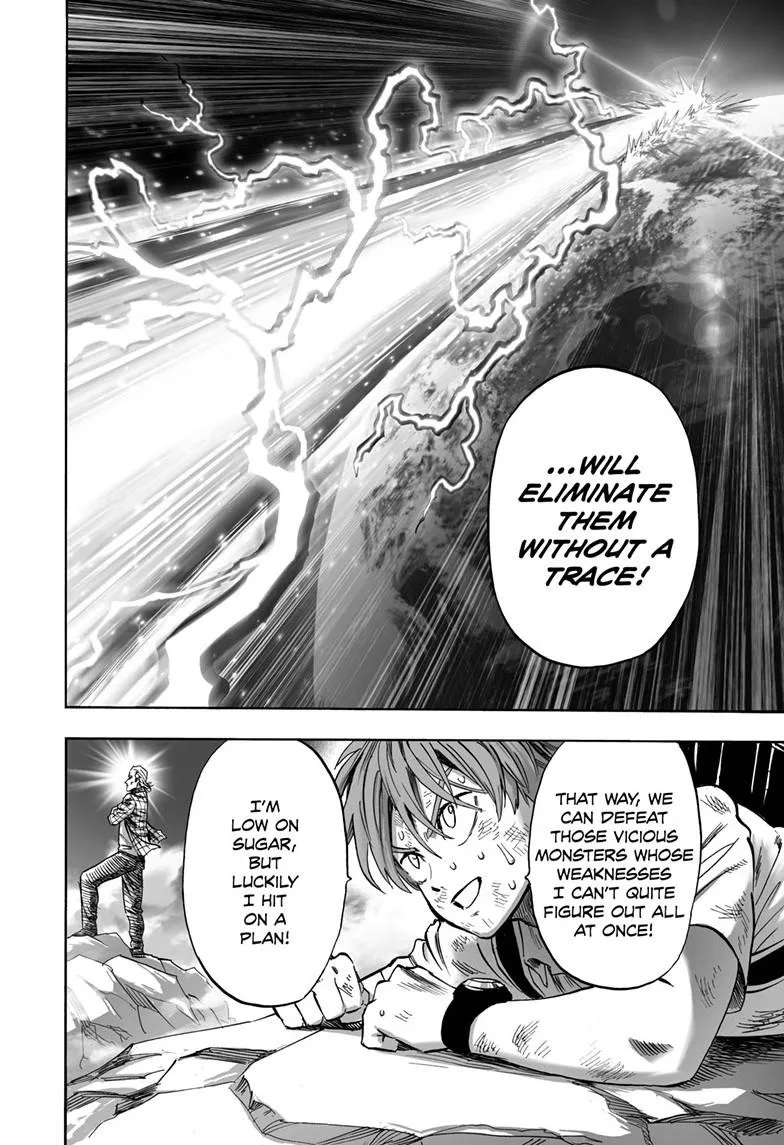 ...WILL
ELIMINATE
THEM
WITHOUT A
TRACE!
THAT WAY, WE
CAN DEFEAT
THOSE VICIOUS
MONSTERS WHOSE
WEAKNESSES
I CAN'T QUITE
FIGURE OUT ALL
AT ONCE!
I'M
LOW ON
SUGAR,
BUT
LUCKILY
I HIT
ON A
PLAN!